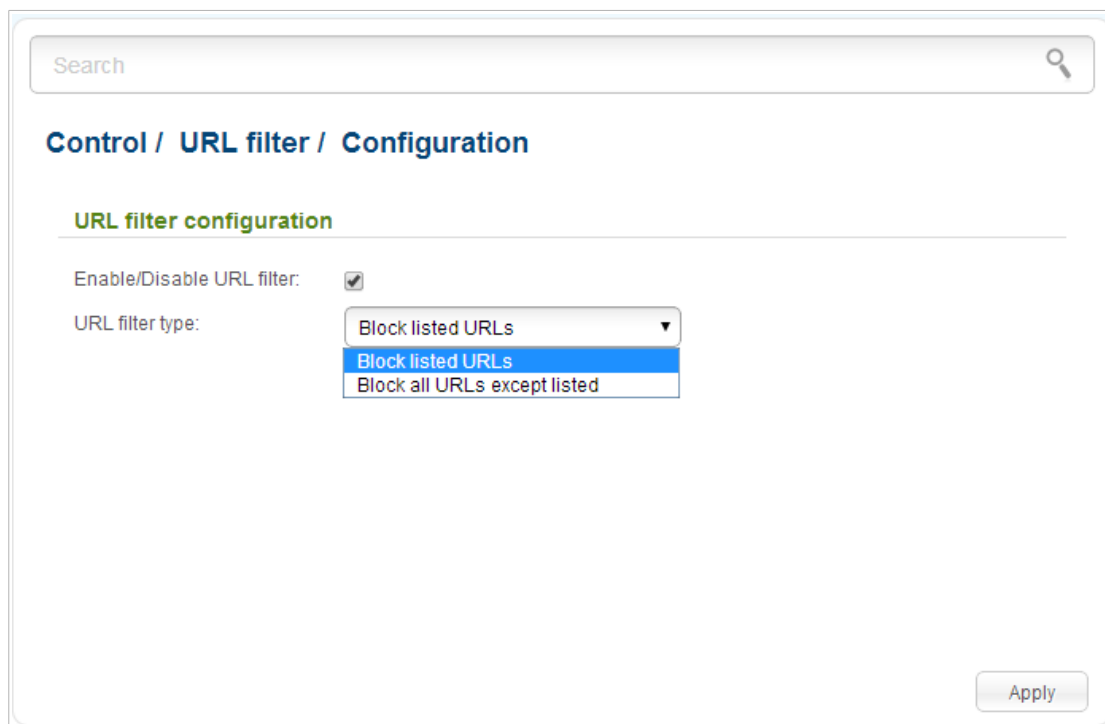 Search
Control / URL filter / Configuration
URL filter configuration
Enable/Disable URL filter:
URL filter type:
Block listed URLs
Block listed URLs
Block all URLs except listed
Apply